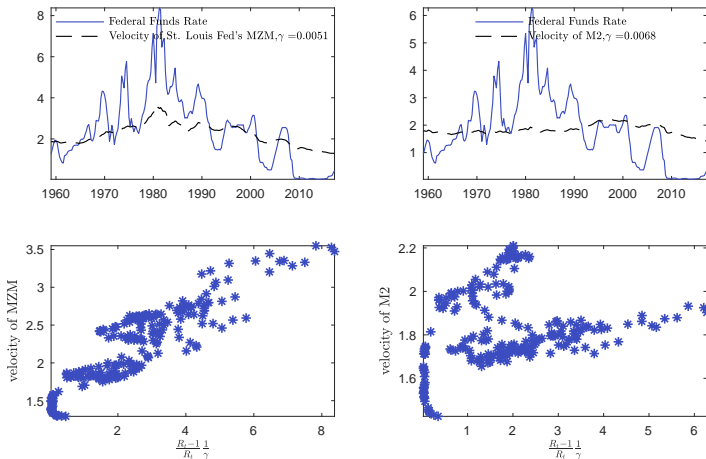 Federal Funds Rate
Velocity of St. Louis Fed's MZM,γ =0.0051
8
6
4
2
1960 1970 1980 1990 2000 2010
Federal Funds Rate
Velocity of M2,γ =0.0068
6
5
4
3
2
1
1960 1970 1980 1990 2000 2010
velocity of MZM
3.5
3
2.5
2
1.5
2 4 6 8
R_t−1/R_t 1/γ
velocity of M2
2.2
2
1.8
1.6
0 1 2 3 4 5 6
R_t−1/R_t 1/γ